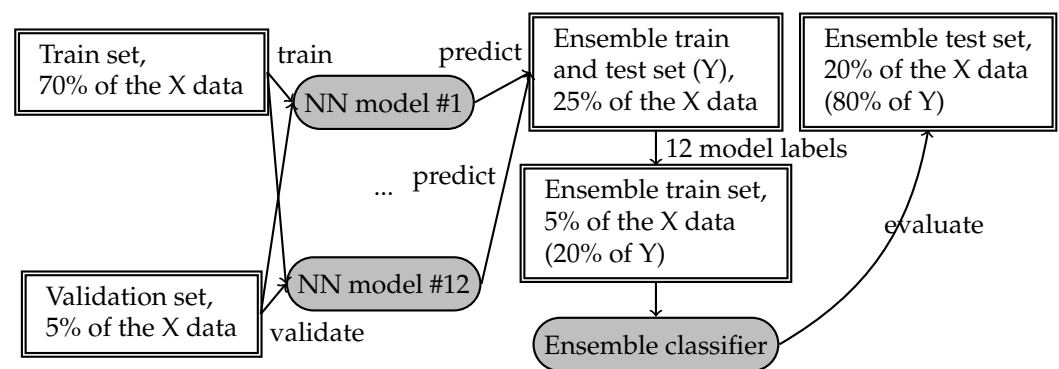 Train set,
70% of the X data
train
NN model #1
predict
Ensemble train
and test set (Y),
25% of the X data
Ensemble test set,
20% of the X data
(80% of Y)
12 model labels
...
predict
Ensemble train set,
5% of the X data
(20% of Y)
evaluate
Validation set,
5% of the X data
NN model #12
validate
Ensemble classifier